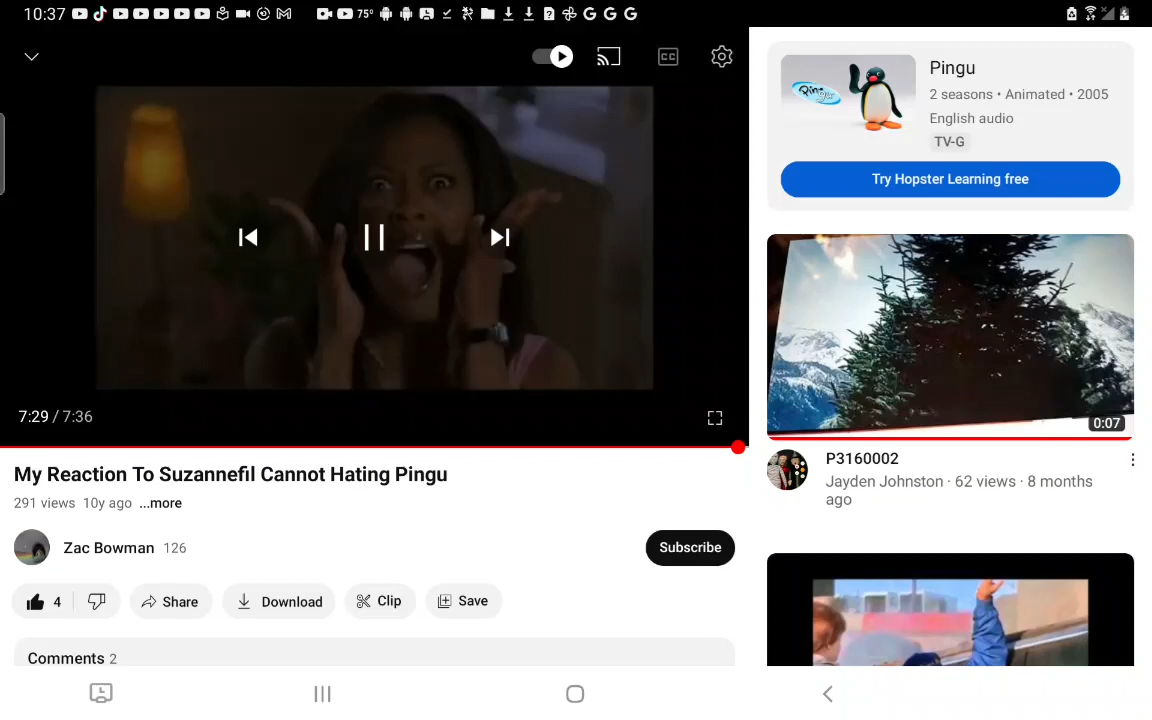 10:37
75°
CC
7:29 / 7:36
My Reaction To Suzannefil Cannot Hating Pingu
291 views 10y ago ...more
Zac Bowman 126
Subscribe
4
Share
Download
Clip
Save
Comments 2
Pingu
Pingu
2 seasons • Animated • 2005
English audio
TV-G
Try Hopster Learning free
0:07
P3160002
Jayden Johnston · 62 views · 8 months
ago